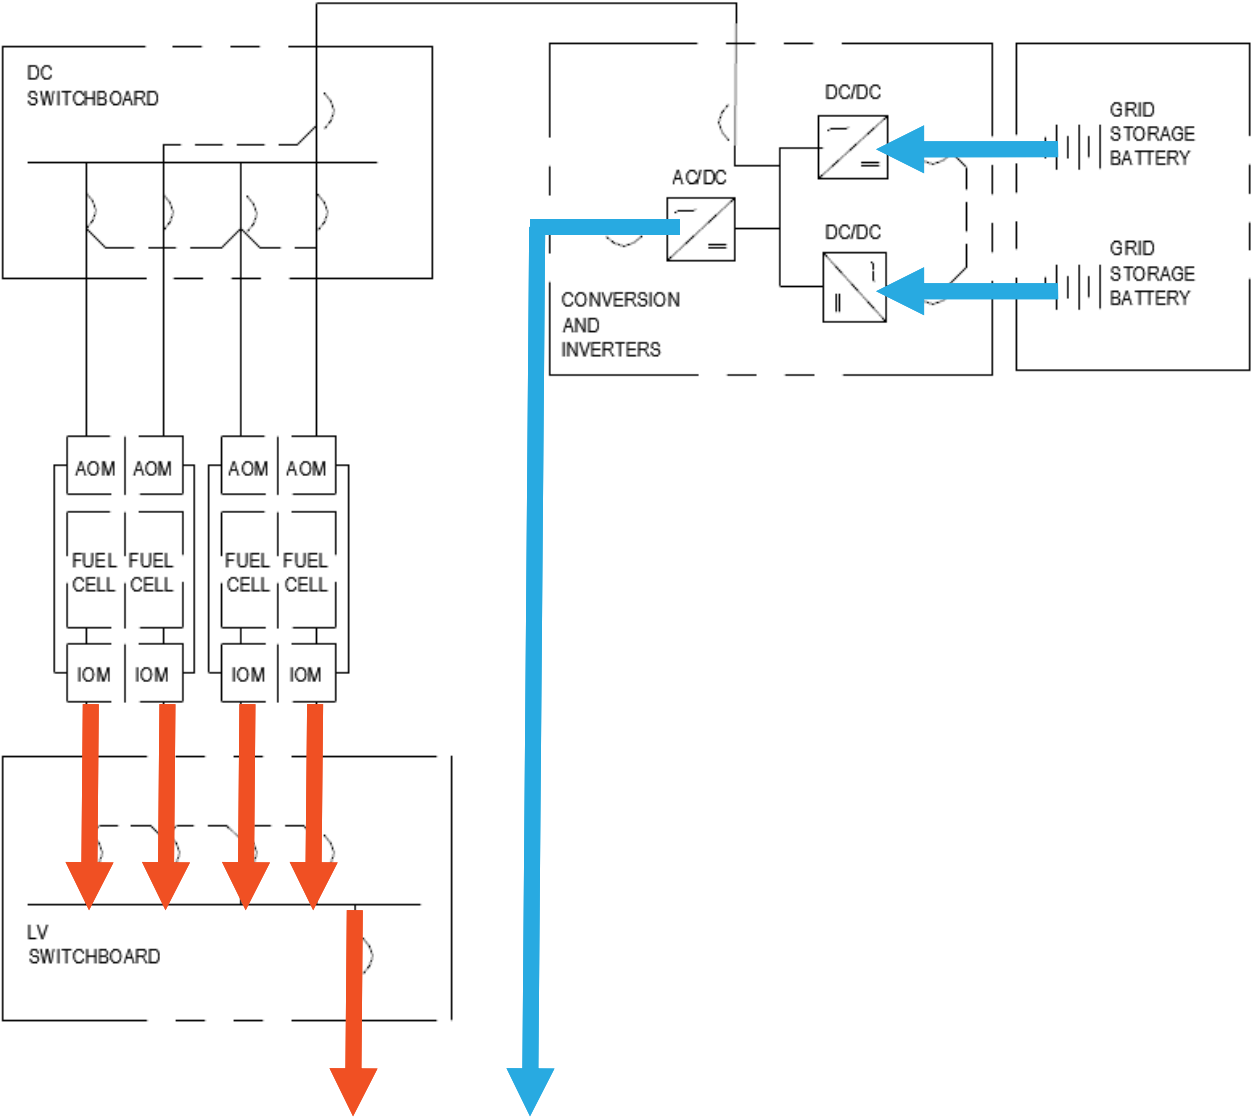 DC
SWITCHBOARD
DC/DC
GRID
STORAGE
BATTERY
AC/DC
DC/DC
GRID
STORAGE
BATTERY
CONVERSION
AND
INVERTERS
AOM AOM AOM AOM
FUEL FUEL FUEL FUEL
CELL CELL CELL CELL
IOM IOM IOM IOM
LV
SWITCHBOARD